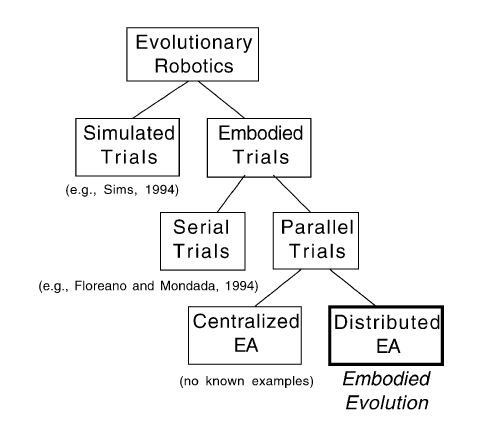 Evolutionary
Robotics
Simulated
Trials
Embodied
Trials
(e.g., Sims, 1994)
Serial
Trials
Parallel
Trials
(e.g., Floreano and Mondada, 1994)
Centralized
EA
Distributed
EA
(no known examples)
Embodied
Evolution